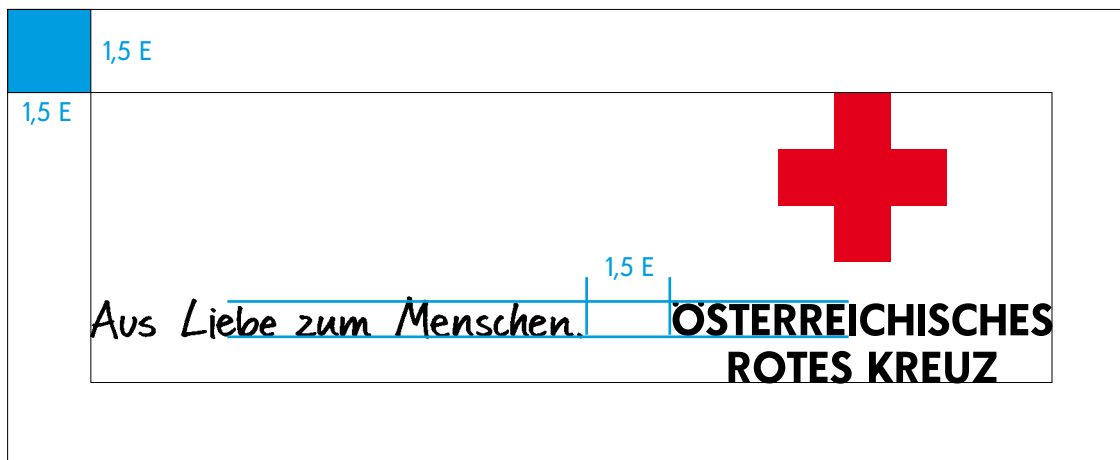 1,5 E
1,5 E
1,5 E
Aus Liebe zum Menschen.
ÖSTERREICHISCHES
ROTES KREUZ